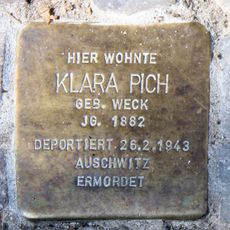 HIER WOHNTE
KLARA PICH
GEB. WECK
JG. 1882
DEPORTIERT 26.2.1943
AUSCHWITZ
ERMORDET